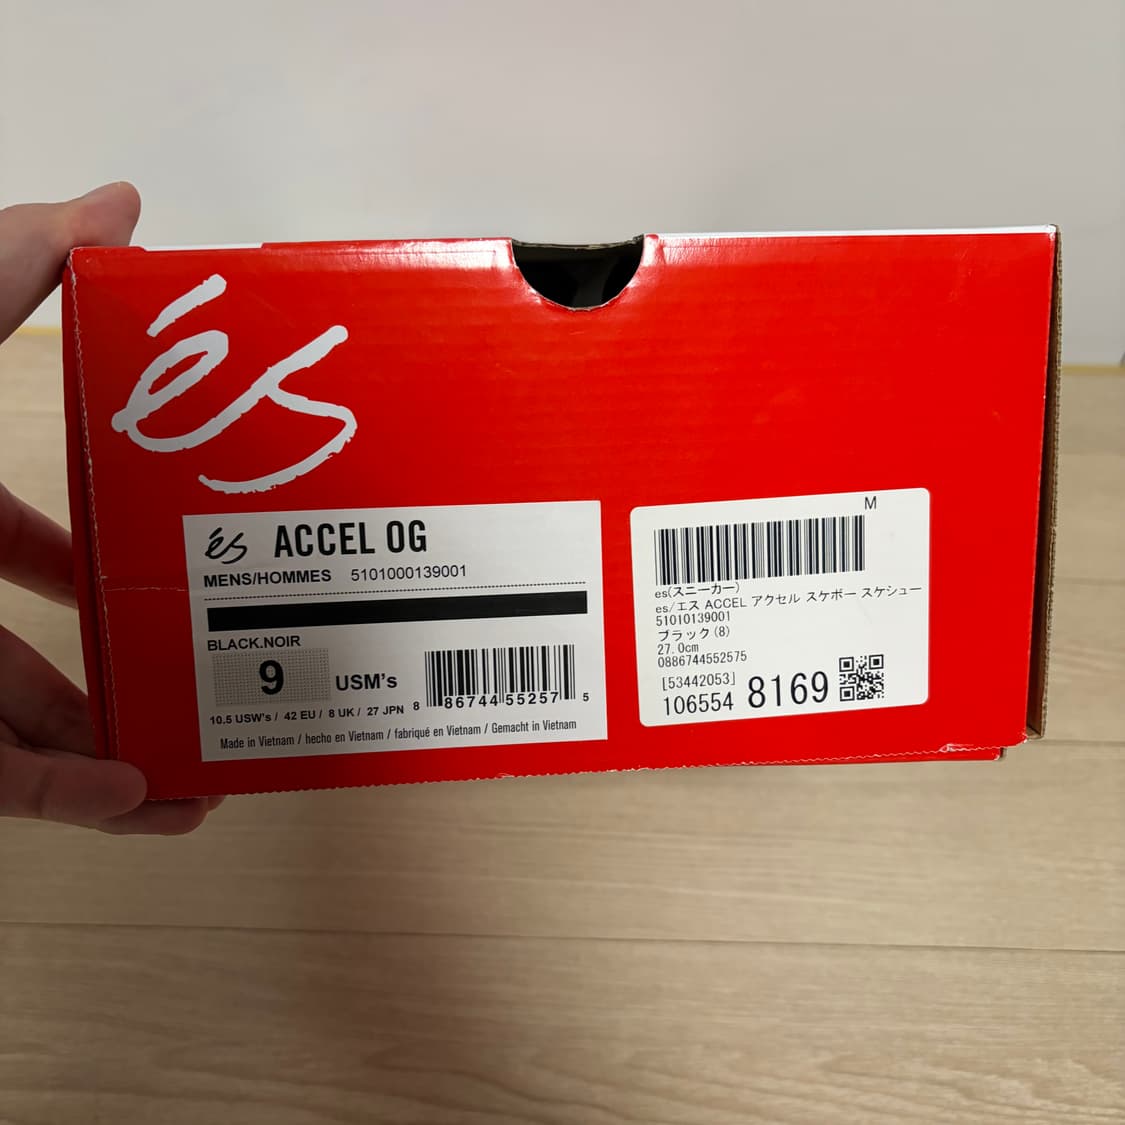 és
és ACCEL OG
MENS/HOMMES 5101000139001
BLACK.NOIR
9 USM's
8 86744 55257 5
10.5 USW's / 42 EU / 8 UK / 27 JPN
Made in Vietnam / hecho en Vietnam / fabriqué en Vietnam / Gemacht in Vietnam
M
es(スニーカー)
es/エス ACCEL アクセル スケボー スケシュー
51010139001
ブラック(8)
27.0cm
0886744552575
[53442053]
106554 8169